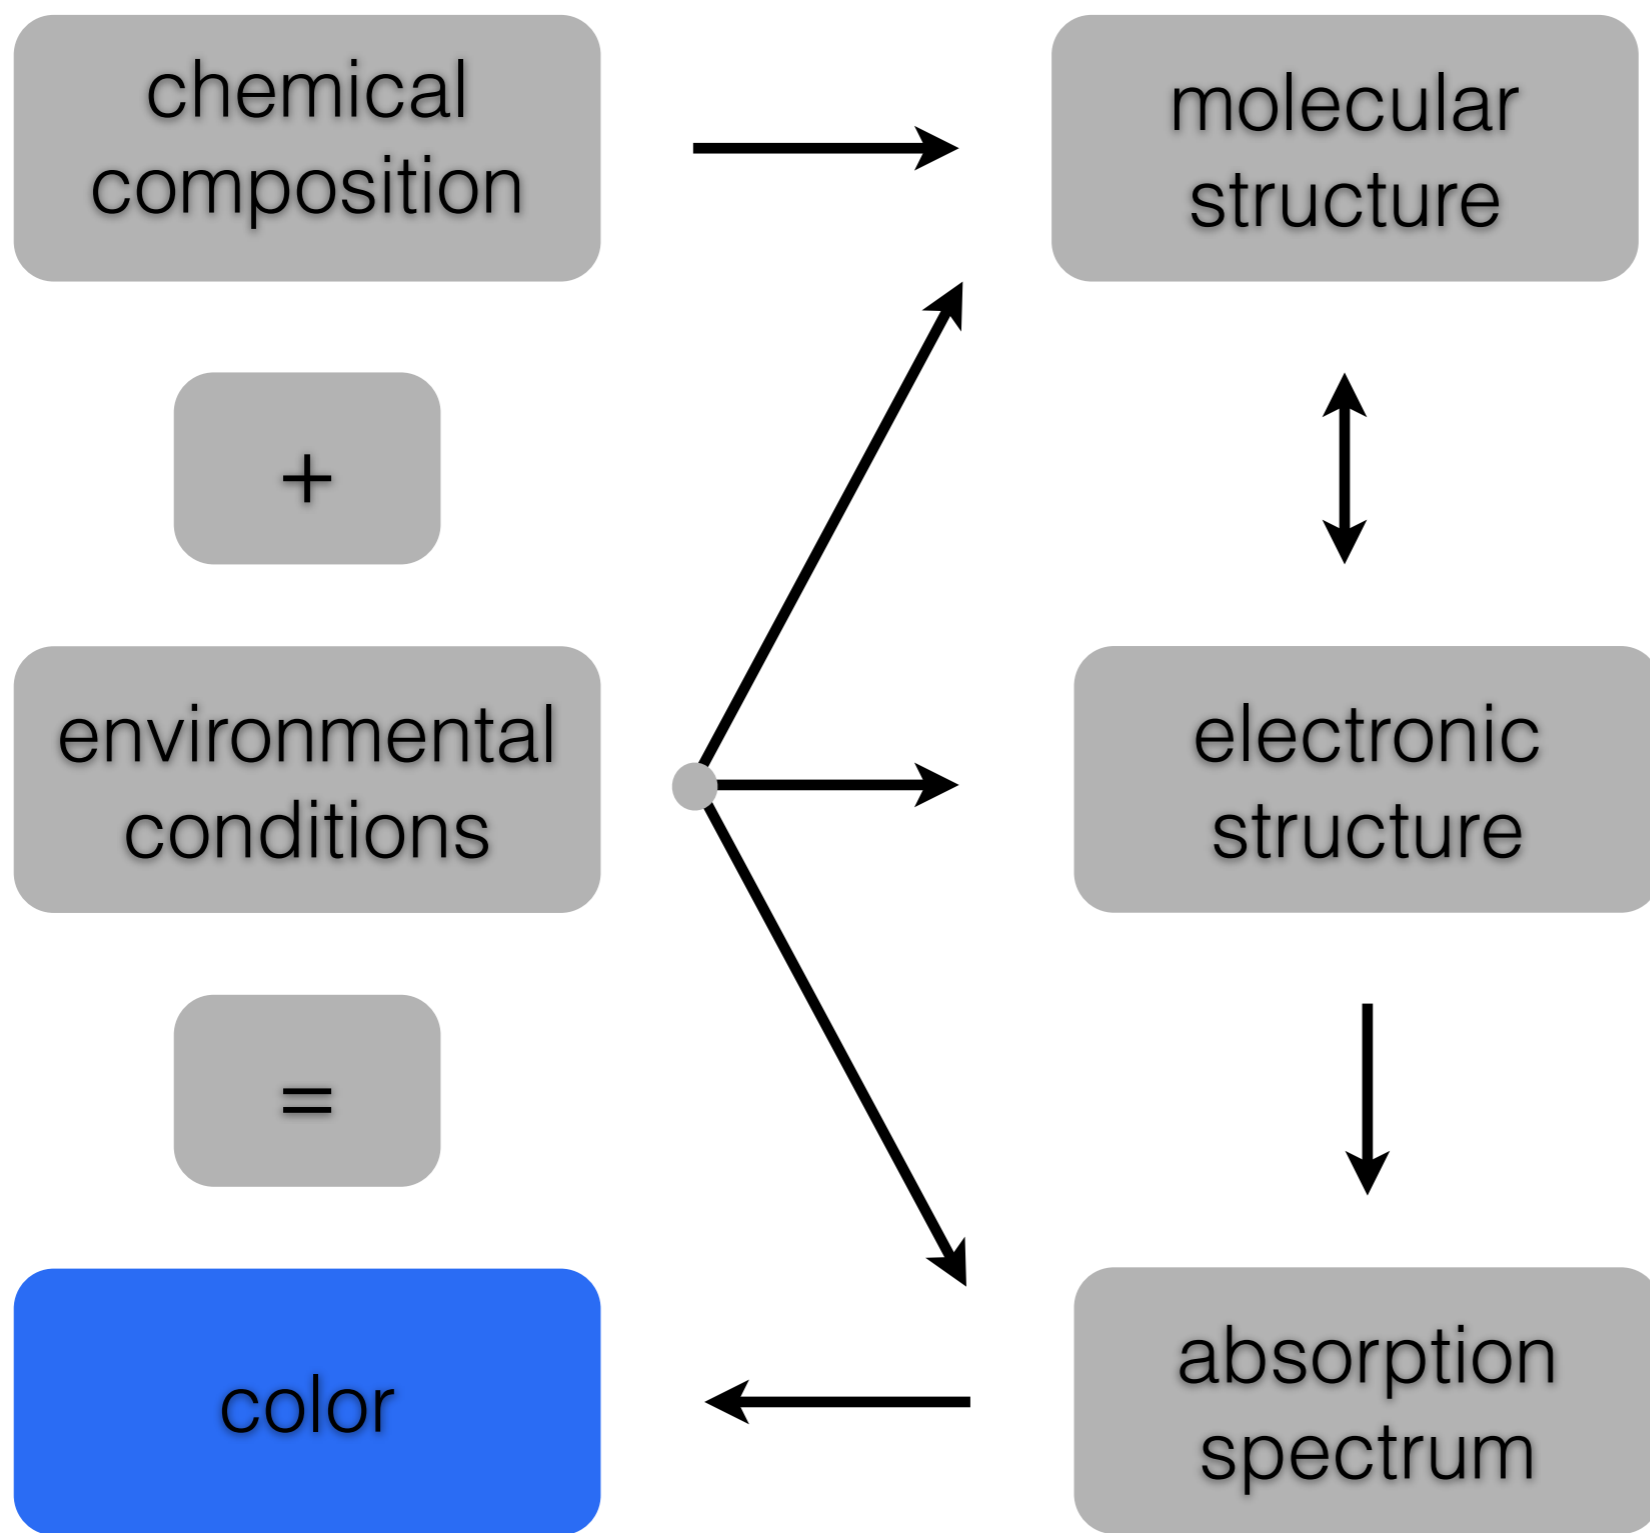 chemical
composition
molecular
structure
+
environmental
conditions
electronic
structure
=
color
absorption
spectrum